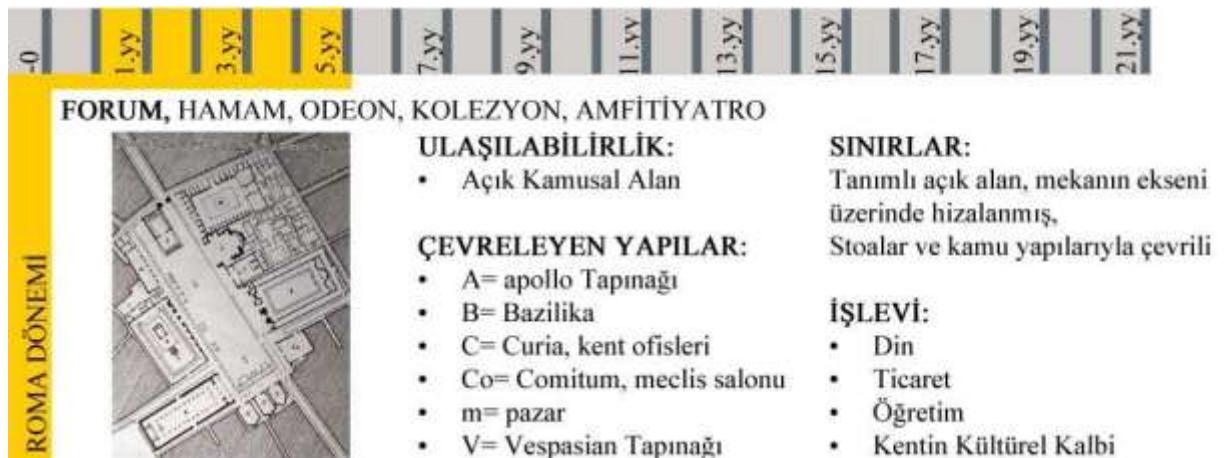 -0
1.yy
3.yy
5.yy
7.yy
9.yy
11.yy
13.yy
15.yy
17.yy
19.yy
21.yy
ROMA DÖNEMİ
FORUM, HAMAM, ODEON, KOLEZYON, AMFİTİYATRO
ULAŞILABİLİRLİK:
• Açık Kamusal Alan
ÇEVRELEYEN YAPILAR:
• A= apollo Tapınağı
• B= Bazilika
• C= Curia, kent ofisleri
• Co= Comitum, meclis salonu
• m= pazar
• V= Vespasian Tapınağı
SINIRLAR:
Tanımlı açık alan, mekanın ekseni
üzerinde hizalanmış,
Stoalar ve kamu yapılarıyla çevrili
İŞLEVİ:
• Din
• Ticaret
• Öğretim
• Kentin Kültürel Kalbi